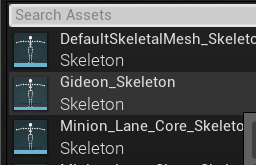 Search Assets
DefaultSkeletalMesh_Skeleto
Skeleton
Gideon_Skeleton
Skeleton
Minion_Lane_Core_Skeleto
Skeleton